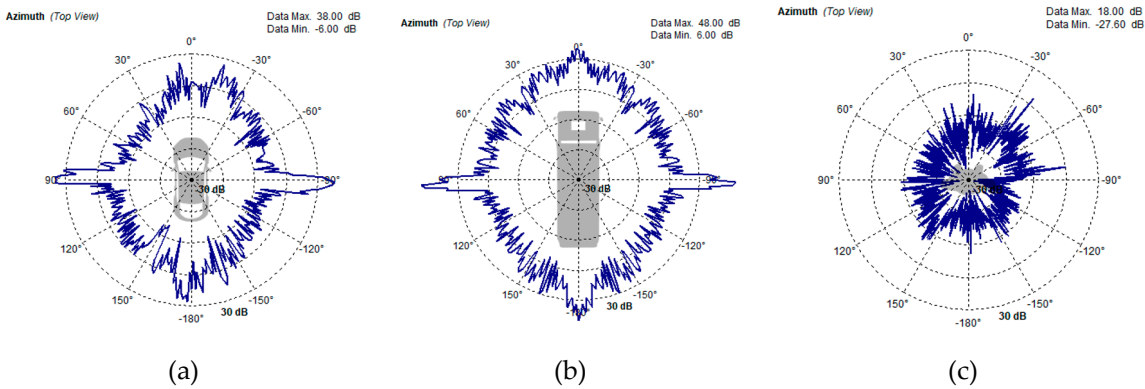 Azimuth (Top View)
Data Max. 38.00 dB
Data Min. -6.00 dB
0°
30°
-30°
60°
-60°
90°
-90°
30 dB
120°
-120°
150°
-150°
30 dB
-180°
(a)
Azimuth (Top View)
Data Max. 48.00 dB
Data Min. 6.00 dB
0°
30°
-30°
60°
-60°
90°
-90°
30 dB
120°
-120°
150°
-150°
30 dB
-180°
(b)
Azimuth (Top View)
Data Max. 18.00 dB
Data Min. -27.60 dB
0°
30°
-30°
60°
-60°
90°
-90°
30 dB
120°
-120°
150°
-150°
30 dB
-180°
(c)